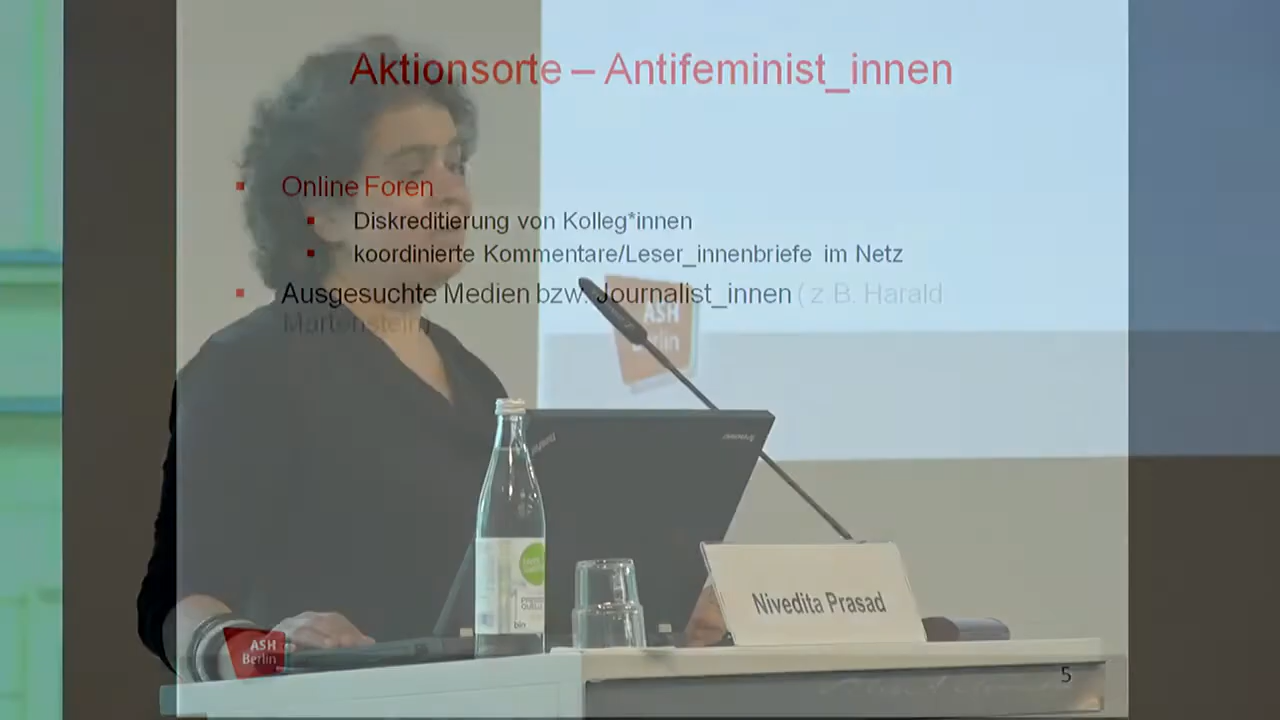 Aktionsorte – Antifeminist_innen
Online Foren
Diskreditierung von Kolleg*innen
koordinierte Kommentare/Leser_innenbriefe im Netz
Ausgesuchte Medien bzw. Journalist_innen ( z.B. Harald
Martenstein)
ASH
Berlin
Nivedita Prasad
ASH
Berlin
5